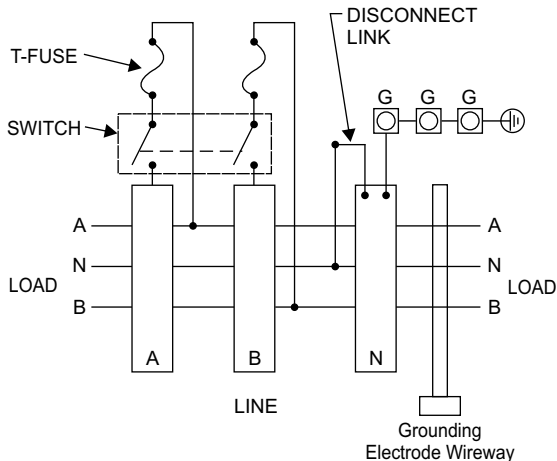 DISCONNECT
LINK
T-FUSE
G G G
SWITCH
A A
N N
LOAD LOAD
B B
A B N
LINE
Grounding
Electrode Wireway